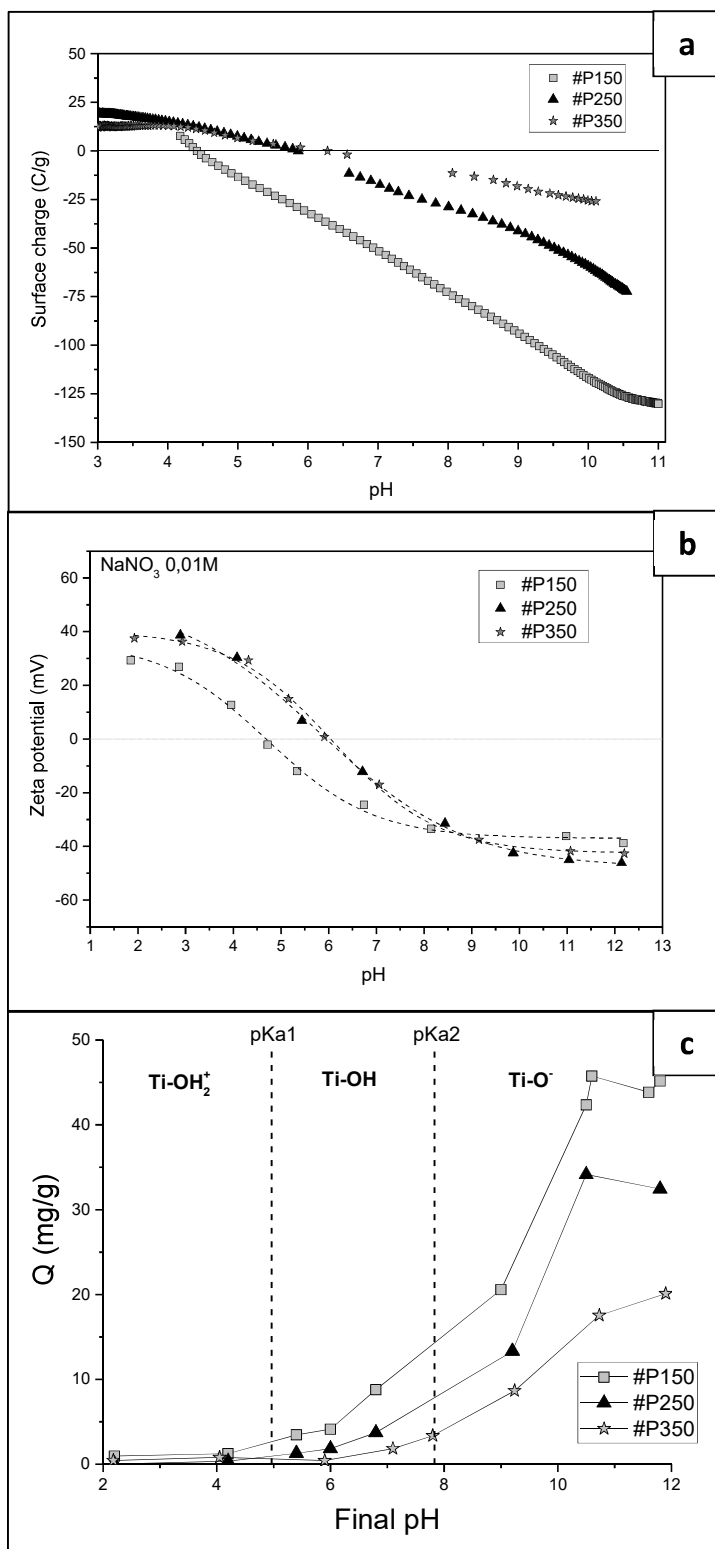 a
50
25
0
-25
-50
-75
-100
-125
-150
Surface charge (C/g)
#P150
#P250
#P350
3 4 5 6 7 8 9 10 11
pH
b
NaNO₃ 0,01M
60
40
20
0
-20
-40
-60
Zeta potential (mV)
#P150
#P250
#P350
1 2 3 4 5 6 7 8 9 10 11 12 13
pH
c
pKa1 pKa2
Ti-OH₂⁺ Ti-OH Ti-O⁻
50
40
30
20
10
0
Q (mg/g)
#P150
#P250
#P350
2 4 6 8 10 12
Final pH